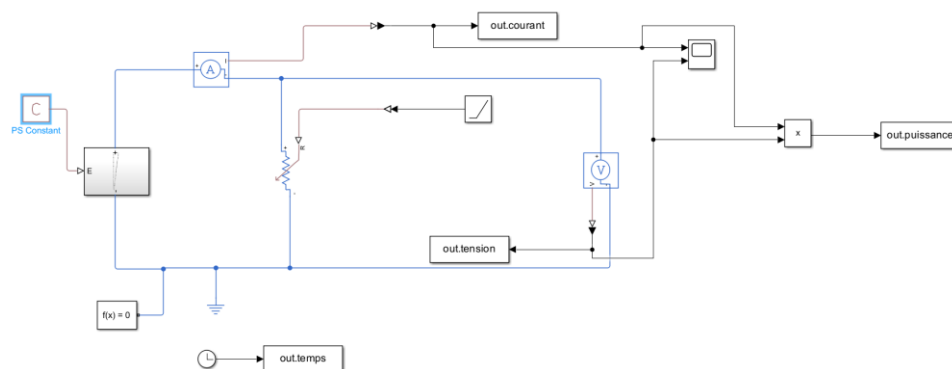 out.courant
A
I
C
PS Constant
E
R
x
out.puissance
V
V
out.tension
f(x) = 0
out.temps